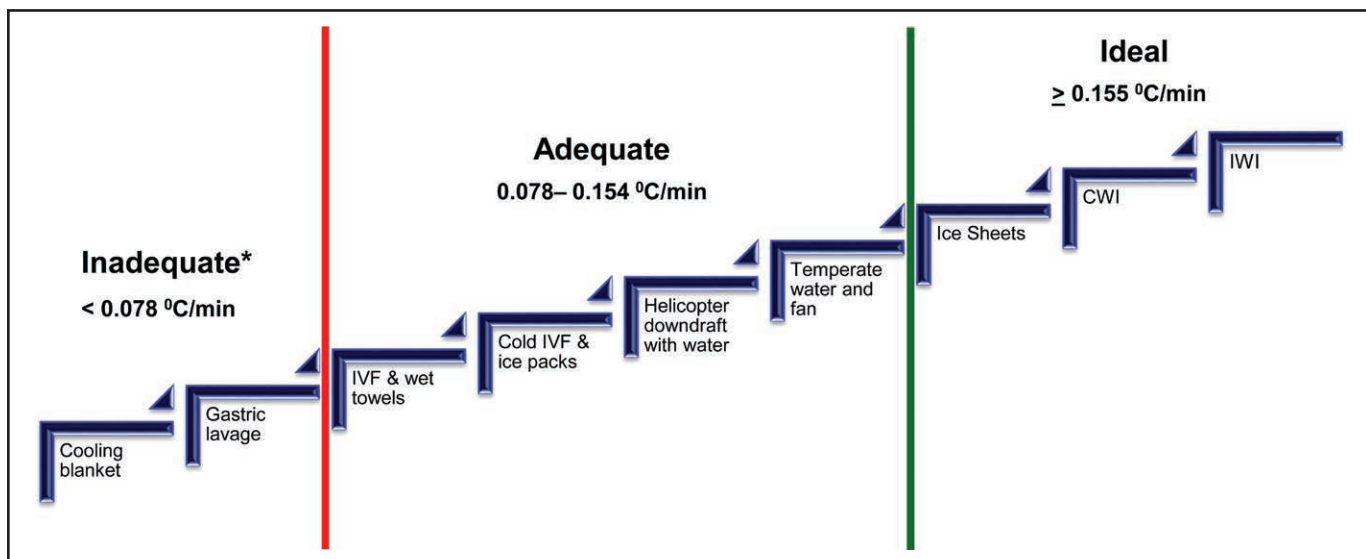 Inadequate*
< 0.078 ⁰C/min
Cooling
blanket
Gastric
lavage
Adequate
0.078– 0.154 ⁰C/min
IVF & wet
towels
Cold IVF &
ice packs
Helicopter
downdraft
with water
Temperate
water and
fan
Ideal
≥ 0.155 ⁰C/min
Ice Sheets
CWI
IWI